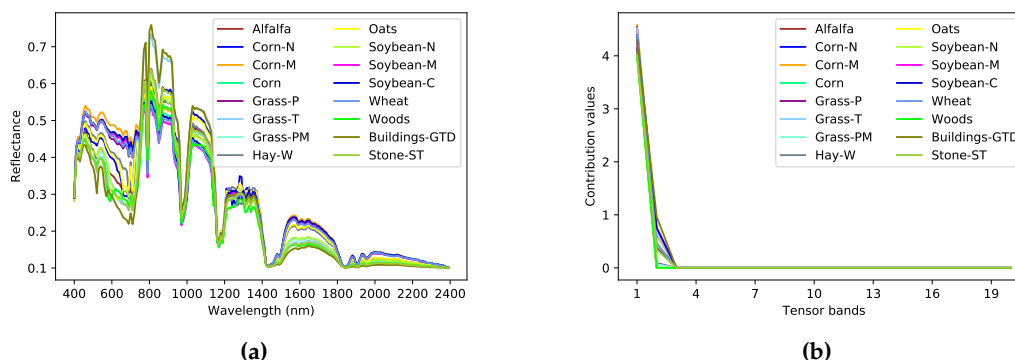 Alfalfa
Corn-N
Corn-M
Corn
Grass-P
Grass-T
Grass-PM
Hay-W
Oats
Soybean-N
Soybean-M
Soybean-C
Wheat
Woods
Buildings-GTD
Stone-ST
Reflectance
0.7
0.6
0.5
0.4
0.3
0.2
0.1
400 600 800 1000 1200 1400 1600 1800 2000 2200 2400
Wavelength (nm)
(a)
Alfalfa
Corn-N
Corn-M
Corn
Grass-P
Grass-T
Grass-PM
Hay-W
Oats
Soybean-N
Soybean-M
Soybean-C
Wheat
Woods
Buildings-GTD
Stone-ST
Contribution values
4
3
2
1
0
1 4 7 10 13 16 19
Tensor bands
(b)